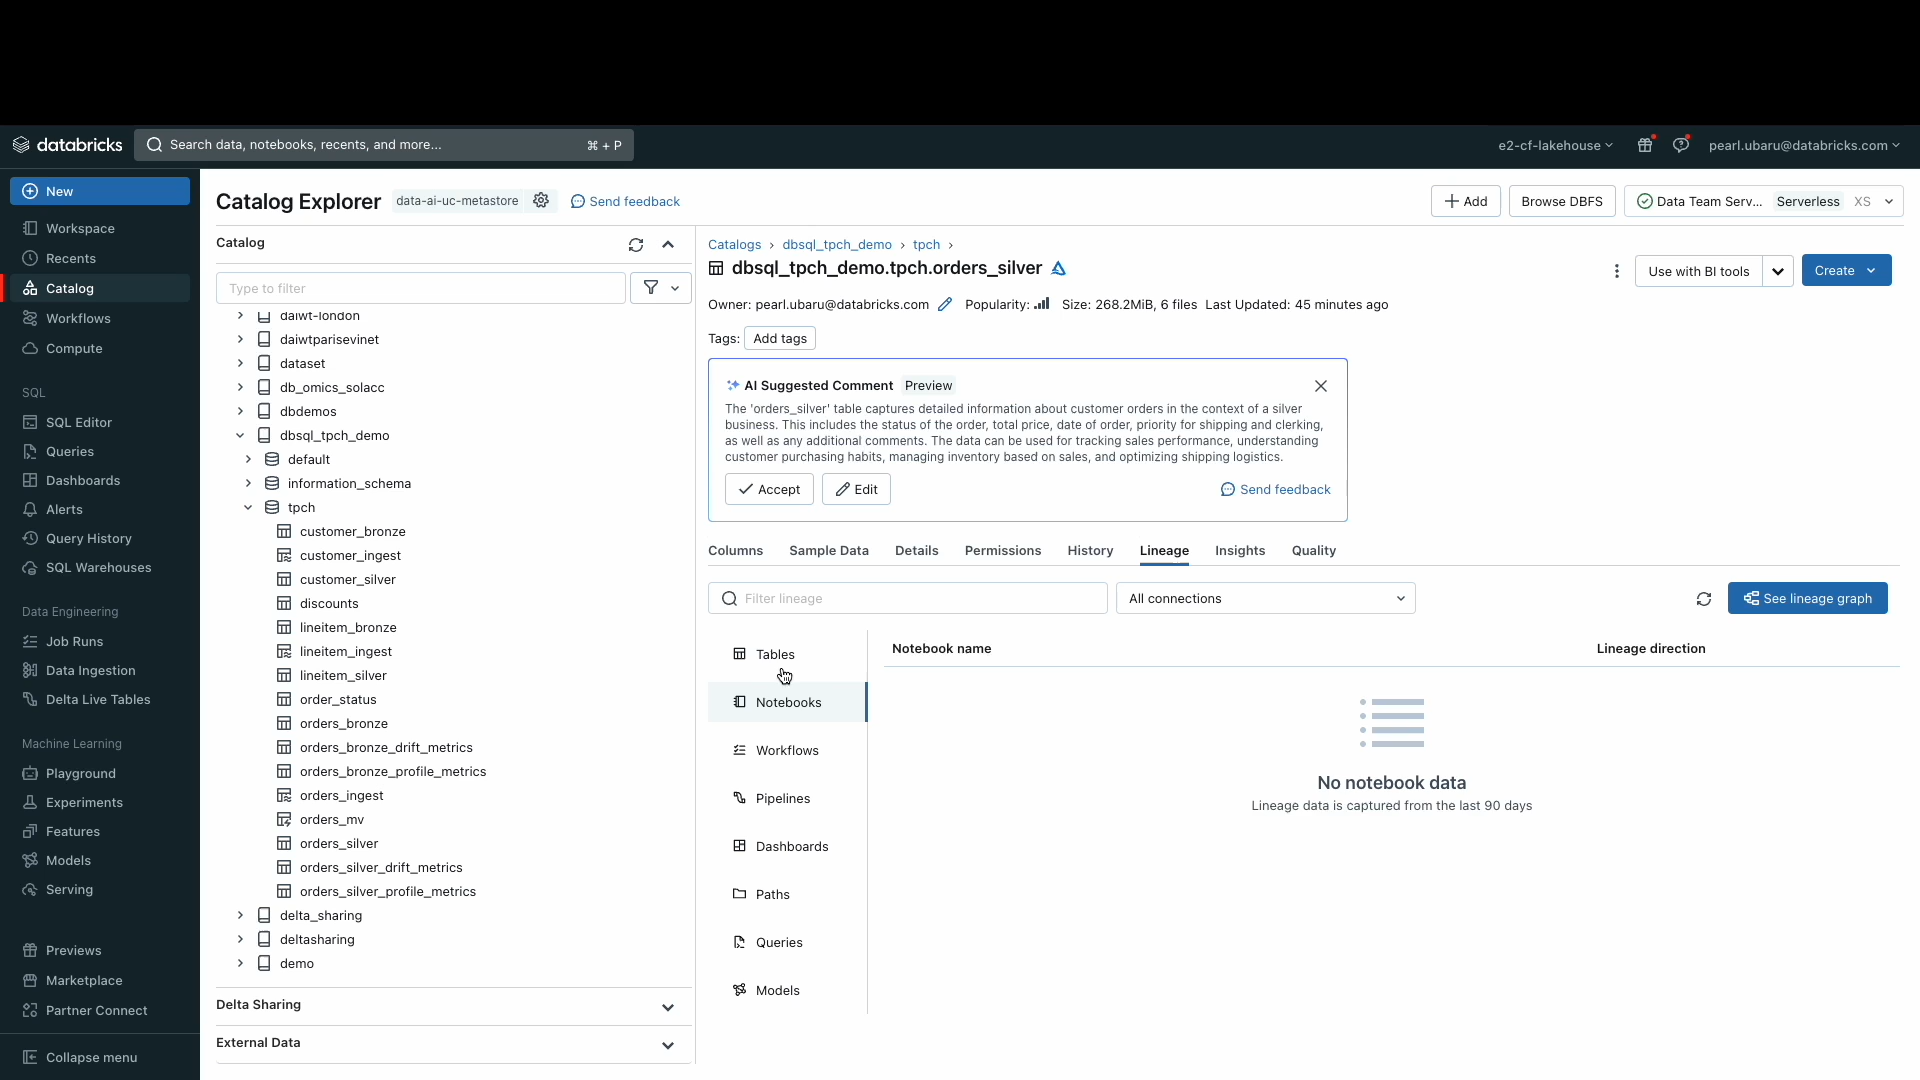 databricks
Search data, notebooks, recents, and more...
⌘ + P
e2-cf-lakehouse
pearl.ubaru@databricks.com
New
Workspace
Recents
Catalog
Workflows
Compute
SQL
SQL Editor
Queries
Dashboards
Alerts
Query History
SQL Warehouses
Data Engineering
Job Runs
Data Ingestion
Delta Live Tables
Machine Learning
Playground
Experiments
Features
Models
Serving
Previews
Marketplace
Partner Connect
Collapse menu
Catalog Explorer
data-ai-uc-metastore
Send feedback
Add
Browse DBFS
Data Team Serv...
Serverless
XS
Catalog
Type to filter
daiwt-london
daiwtparisevinet
dataset
db_omics_solacc
dbdemos
dbsql_tpch_demo
default
information_schema
tpch
customer_bronze
customer_ingest
customer_silver
discounts
lineitem_bronze
lineitem_ingest
lineitem_silver
order_status
orders_bronze
orders_bronze_drift_metrics
orders_bronze_profile_metrics
orders_ingest
orders_mv
orders_silver
orders_silver_drift_metrics
orders_silver_profile_metrics
delta_sharing
deltasharing
demo
Delta Sharing
External Data
Catalogs › dbsql_tpch_demo › tpch ›
dbsql_tpch_demo.tpch.orders_silver
Use with BI tools
Create
Owner: pearl.ubaru@databricks.com
Popularity:
Size: 268.2MiB, 6 files
Last Updated: 45 minutes ago
Tags:
Add tags
AI Suggested Comment
Preview
The 'orders_silver' table captures detailed information about customer orders in the context of a silver
business. This includes the status of the order, total price, date of order, priority for shipping and clerking,
as well as any additional comments. The data can be used for tracking sales performance, understanding
customer purchasing habits, managing inventory based on sales, and optimizing shipping logistics.
Accept
Edit
Send feedback
Columns
Sample Data
Details
Permissions
History
Lineage
Insights
Quality
Filter lineage
All connections
See lineage graph
Tables
Notebooks
Workflows
Pipelines
Dashboards
Paths
Queries
Models
Notebook name
Lineage direction
No notebook data
Lineage data is captured from the last 90 days